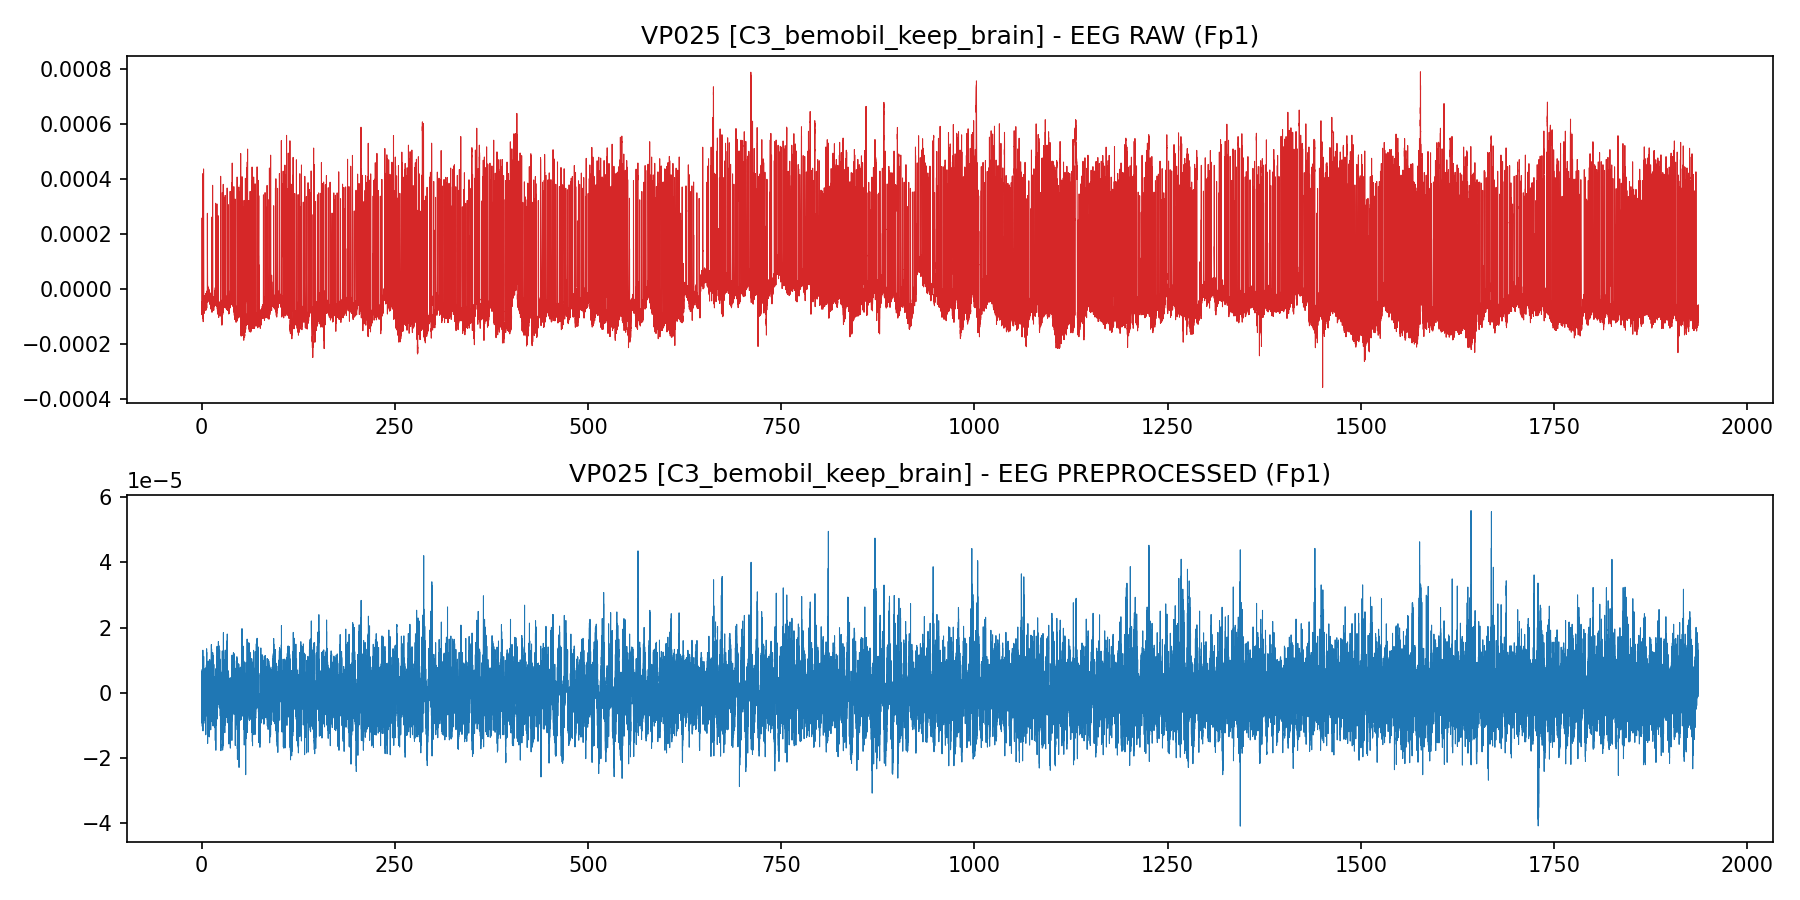 VP025 [C3_bemobil_keep_brain] - EEG RAW (Fp1)
0.0008
0.0006
0.0004
0.0002
0.0000
−0.0002
−0.0004
0 250 500 750 1000 1250 1500 1750 2000
VP025 [C3_bemobil_keep_brain] - EEG PREPROCESSED (Fp1)
1e−5
6
4
2
0
−2
−4
0 250 500 750 1000 1250 1500 1750 2000